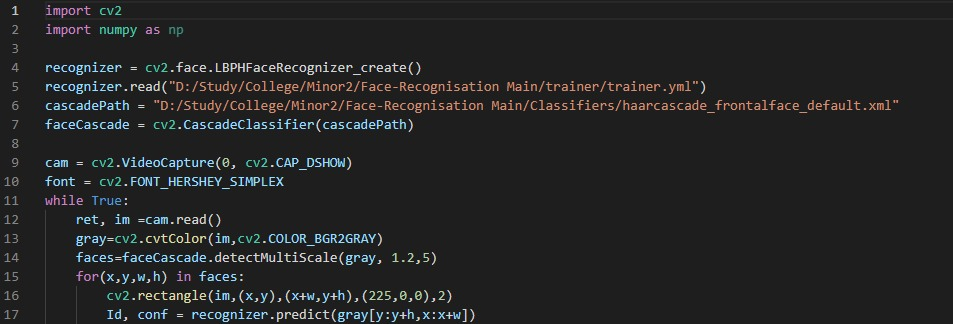 1 import cv2
2 import numpy as np
3
4 recognizer = cv2.face.LBPHFaceRecognizer_create()
5 recognizer.read("D:/Study/College/Minor2/Face-Recognisation Main/trainer/trainer.yml")
6 cascadePath = "D:/Study/College/Minor2/Face-Recognisation Main/Classifiers/haarcascade_frontalface_default.xml"
7 faceCascade = cv2.CascadeClassifier(cascadePath)
8
9 cam = cv2.VideoCapture(0, cv2.CAP_DSHOW)
10 font = cv2.FONT_HERSHEY_SIMPLEX
11 while True:
12     ret, im =cam.read()
13     gray=cv2.cvtColor(im,cv2.COLOR_BGR2GRAY)
14     faces=faceCascade.detectMultiScale(gray, 1.2,5)
15     for(x,y,w,h) in faces:
16         cv2.rectangle(im,(x,y),(x+w,y+h),(225,0,0),2)
17         Id, conf = recognizer.predict(gray[y:y+h,x:x+w])